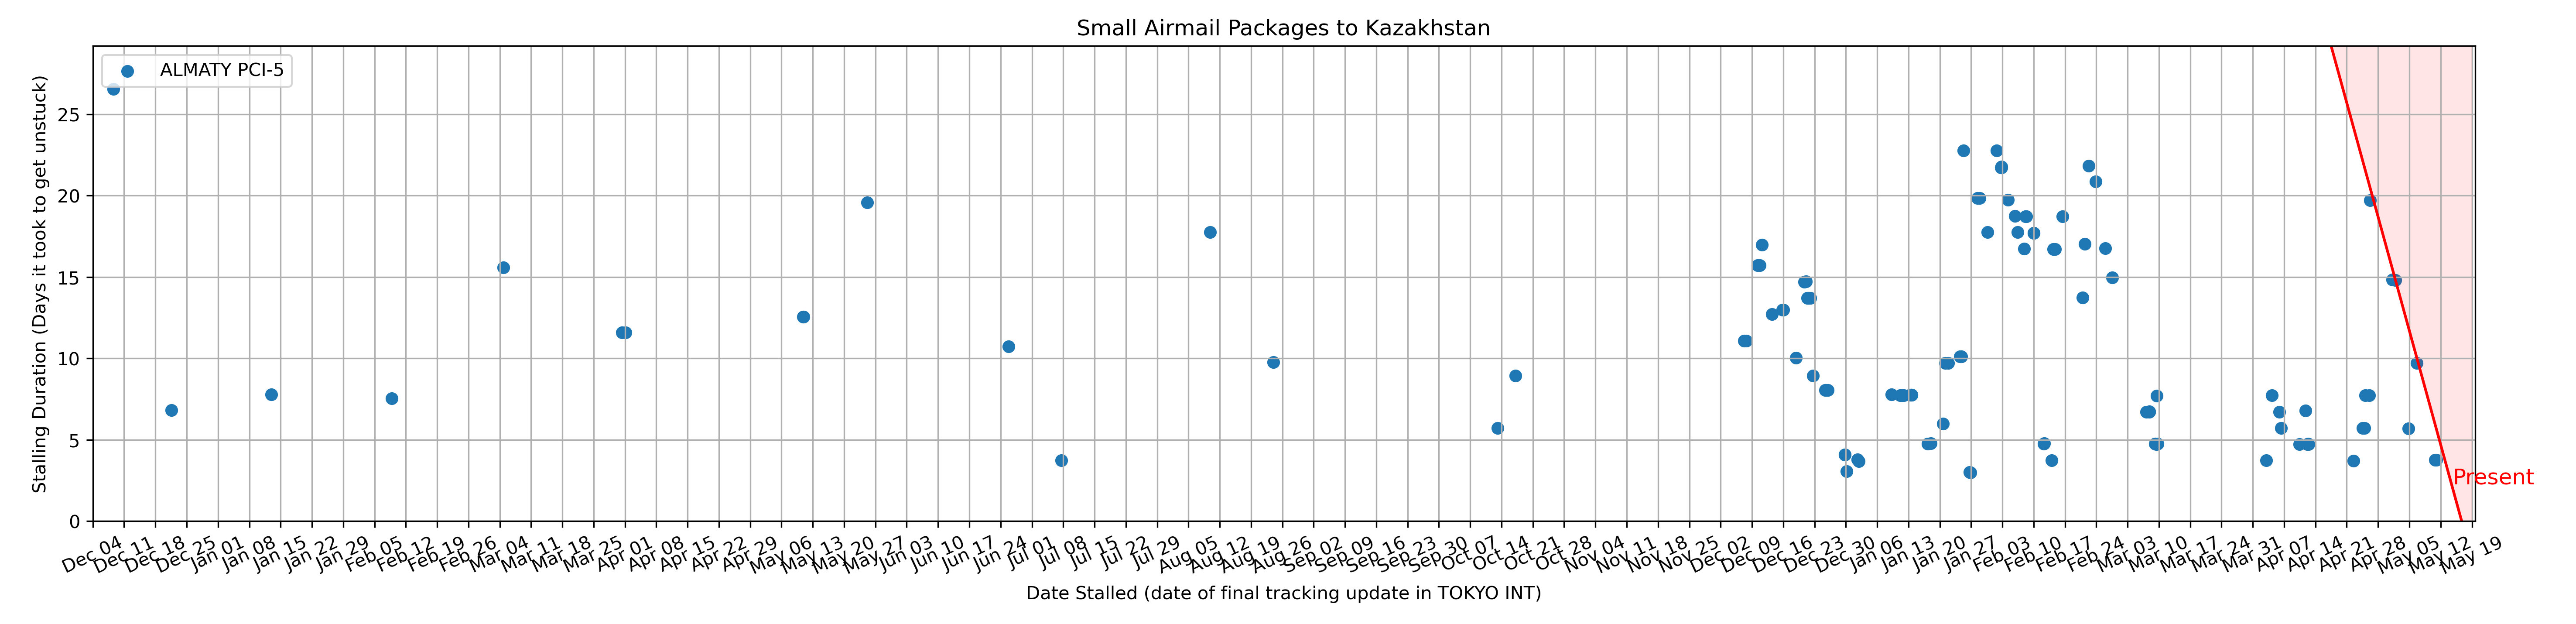 Small Airmail Packages to Kazakhstan
ALMATY PCI-5
Stalling Duration (Days it took to get unstuck)
25
20
15
10
5
0
Present
Dec 04
Dec 11
Dec 18
Dec 25
Jan 01
Jan 08
Jan 15
Jan 22
Jan 29
Feb 05
Feb 12
Feb 19
Feb 26
Mar 04
Mar 11
Mar 18
Mar 25
Apr 01
Apr 08
Apr 15
Apr 22
Apr 29
May 06
May 13
May 20
May 27
Jun 03
Jun 10
Jun 17
Jun 24
Jul 01
Jul 08
Jul 15
Jul 22
Jul 29
Aug 05
Aug 12
Aug 19
Aug 26
Sep 02
Sep 09
Sep 16
Sep 23
Sep 30
Oct 07
Oct 14
Oct 21
Oct 28
Nov 04
Nov 11
Nov 18
Nov 25
Dec 02
Dec 09
Dec 16
Dec 23
Dec 30
Jan 06
Jan 13
Jan 20
Jan 27
Feb 03
Feb 10
Feb 17
Feb 24
Mar 03
Mar 10
Mar 17
Mar 24
Mar 31
Apr 07
Apr 14
Apr 21
Apr 28
May 05
May 12
May 19
Date Stalled (date of final tracking update in TOKYO INT)